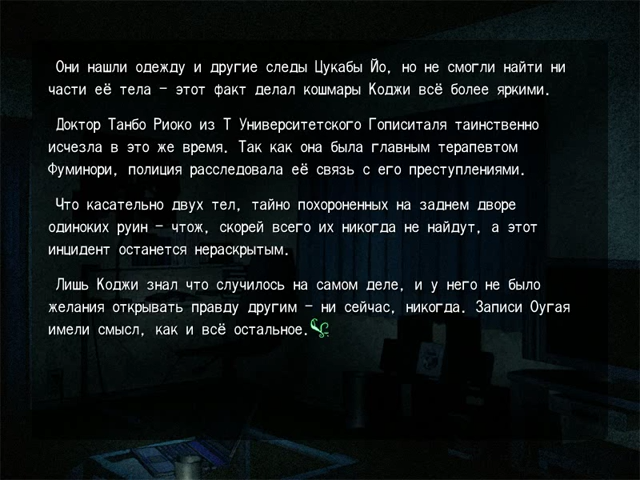 Они нашли одежду и другие следы Цукабы Йо, но не смогли найти ни
части её тела – этот факт делал кошмары Коджи всё более яркими.
Доктор Танбо Риоко из Т Университетского Гописиталя таинственно
исчезла в это же время. Так как она была главным терапевтом
Фуминори, полиция расследовала её связь с его преступлениями.
Что касательно двух тел, тайно похороненных на заднем дворе
одиноких руин – чтож, скорей всего их никогда не найдут, а этот
инцидент останется нераскрытым.
Лишь Коджи знал что случилось на самом деле, и у него не было
желания открывать правду другим – ни сейчас, никогда. Записи Оугая
имели смысл, как и всё остальное.